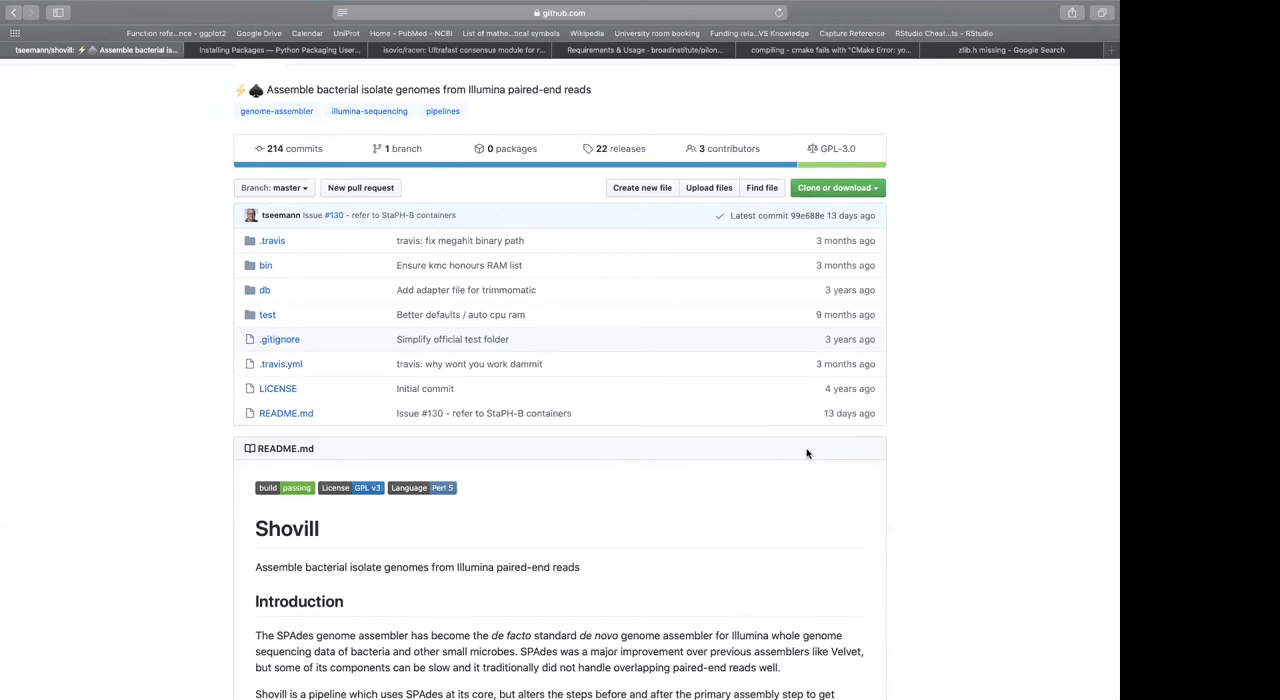 github.com
Function refe...nce - ggplot2 Google Drive Calendar UniProt Home - PubMed - NCBI List of mathe...tical symbols Wikipedia University room booking Funding rela...VS Knowledge Capture Reference RStudio Cheat...ts - RStudio
tseemann/shovill: ⚡♠ Assemble bacterial is... Installing Packages — Python Packaging User... isovic/racon: Ultrafast consensus module for r... Requirements & Usage · broadinstitute/pilon... compiling - cmake fails with "CMake Error: yo... zlib.h missing - Google Search
⚡♠ Assemble bacterial isolate genomes from Illumina paired-end reads
genome-assembler illumina-sequencing pipelines
214 commits 1 branch 0 packages 22 releases 3 contributors GPL-3.0
Branch: master New pull request Create new file Upload files Find file Clone or download
tseemann Issue #130 - refer to StaPH-B containers Latest commit 99e688e 13 days ago
.travis travis: fix megahit binary path 3 months ago
bin Ensure kmc honours RAM list 3 months ago
db Add adapter file for trimmomatic 3 years ago
test Better defaults / auto cpu ram 9 months ago
.gitignore Simplify official test folder 3 years ago
.travis.yml travis: why wont you work dammit 3 months ago
LICENSE Initial commit 4 years ago
README.md Issue #130 - refer to StaPH-B containers 13 days ago
README.md
build passing License GPL v3 Language Perl 5
Shovill
Assemble bacterial isolate genomes from Illumina paired-end reads
Introduction
The SPAdes genome assembler has become the de facto standard de novo genome assembler for Illumina whole genome
sequencing data of bacteria and other small microbes. SPAdes was a major improvement over previous assemblers like Velvet,
but some of its components can be slow and it traditionally did not handle overlapping paired-end reads well.
Shovill is a pipeline which uses SPAdes at its core, but alters the steps before and after the primary assembly step to get